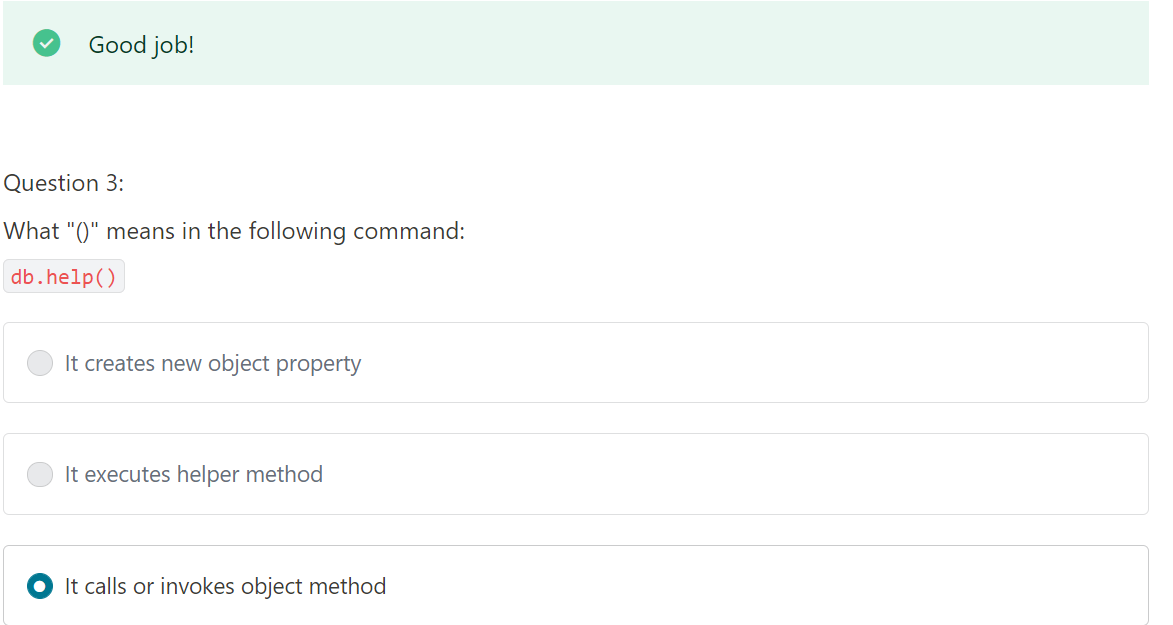 Good job!
Question 3:
What "()" means in the following command:
db.help()
It creates new object property
It executes helper method
It calls or invokes object method